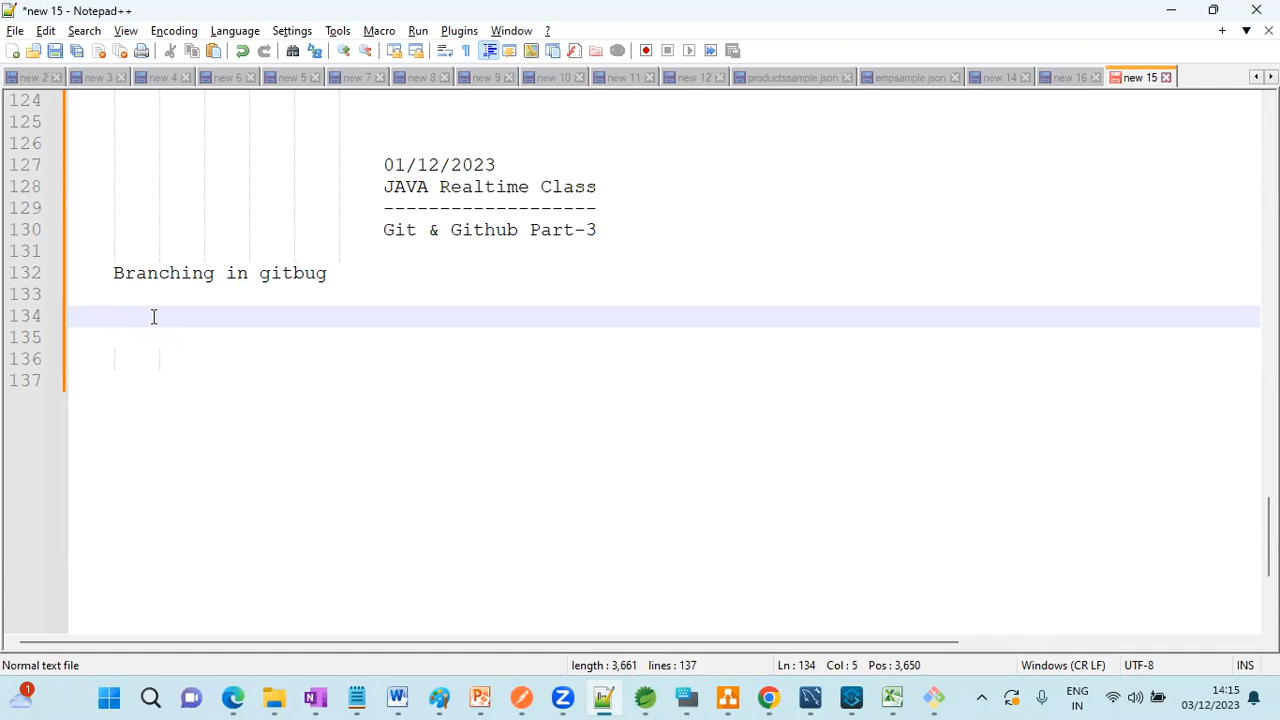 *new 15 - Notepad++
File Edit Search View Encoding Language Settings Tools Macro Run Plugins Window ?
new 2 new 3 new 4 new 6 new 5 new 7 new 8 new 9 new 10 new 11 new 12 productssample.json empsample.json new 14 new 16 new 15
124
125
126
127 01/12/2023
128 JAVA Realtime Class
129 -------------------
130 Git & Github Part-3
131
132 Branching in gitbug
133
134
135
136
137
Normal text file length : 3,661 lines : 137 Ln : 134 Col : 5 Pos : 3,650 Windows (CR LF) UTF-8 INS
1 ENG 14:15
IN 03/12/2023